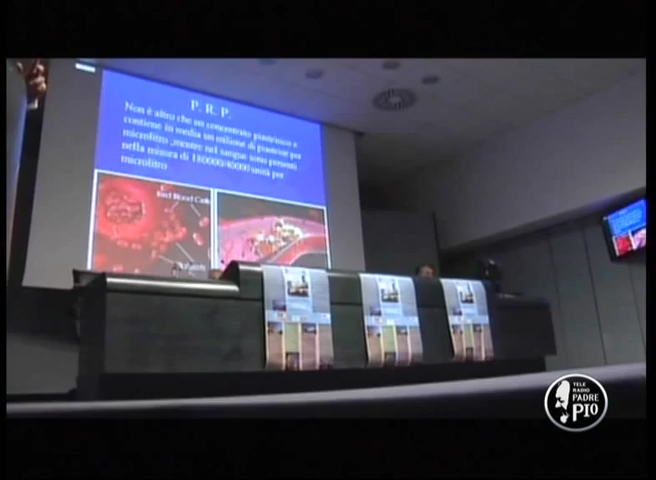 P. R. P.
Non è altro che un concentrato piastrinico e
contiene in media un milione di piastrine per
microlitro ,mentre nel sangue sono presenti
nella misura di 180000/40000 unità per
microlitro
Red Blood Cells
TELE
RADIO
PADRE
PIO